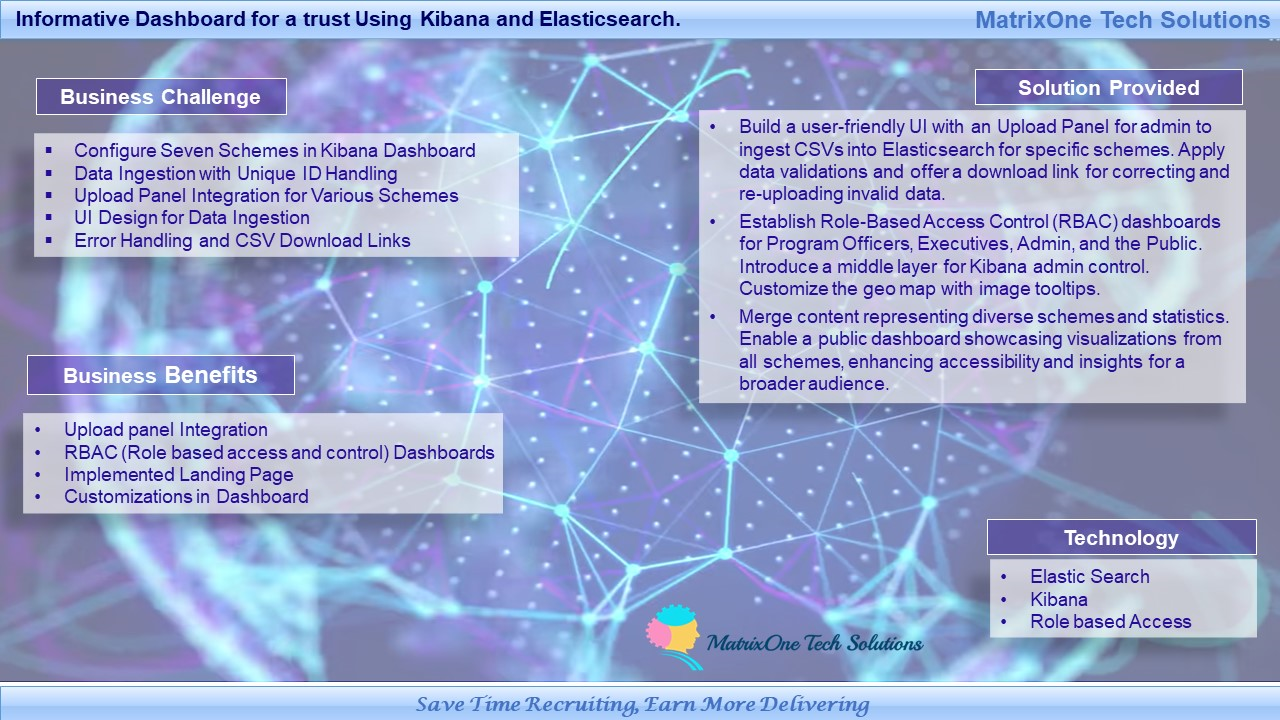 Informative Dashboard for a trust Using Kibana and Elasticsearch.
MatrixOne Tech Solutions
Business Challenge
▪ Configure Seven Schemes in Kibana Dashboard
▪ Data Ingestion with Unique ID Handling
▪ Upload Panel Integration for Various Schemes
▪ UI Design for Data Ingestion
▪ Error Handling and CSV Download Links
Business Benefits
• Upload panel Integration
• RBAC (Role based access and control) Dashboards
• Implemented Landing Page
• Customizations in Dashboard
Solution Provided
• Build a user-friendly UI with an Upload Panel for admin to
ingest CSVs into Elasticsearch for specific schemes. Apply
data validations and offer a download link for correcting and
re-uploading invalid data.
• Establish Role-Based Access Control (RBAC) dashboards
for Program Officers, Executives, Admin, and the Public.
Introduce a middle layer for Kibana admin control.
Customize the geo map with image tooltips.
• Merge content representing diverse schemes and statistics.
Enable a public dashboard showcasing visualizations from
all schemes, enhancing accessibility and insights for a
broader audience.
Technology
• Elastic Search
• Kibana
• Role based Access
MatrixOne Tech Solutions
Save Time Recruiting, Earn More Delivering